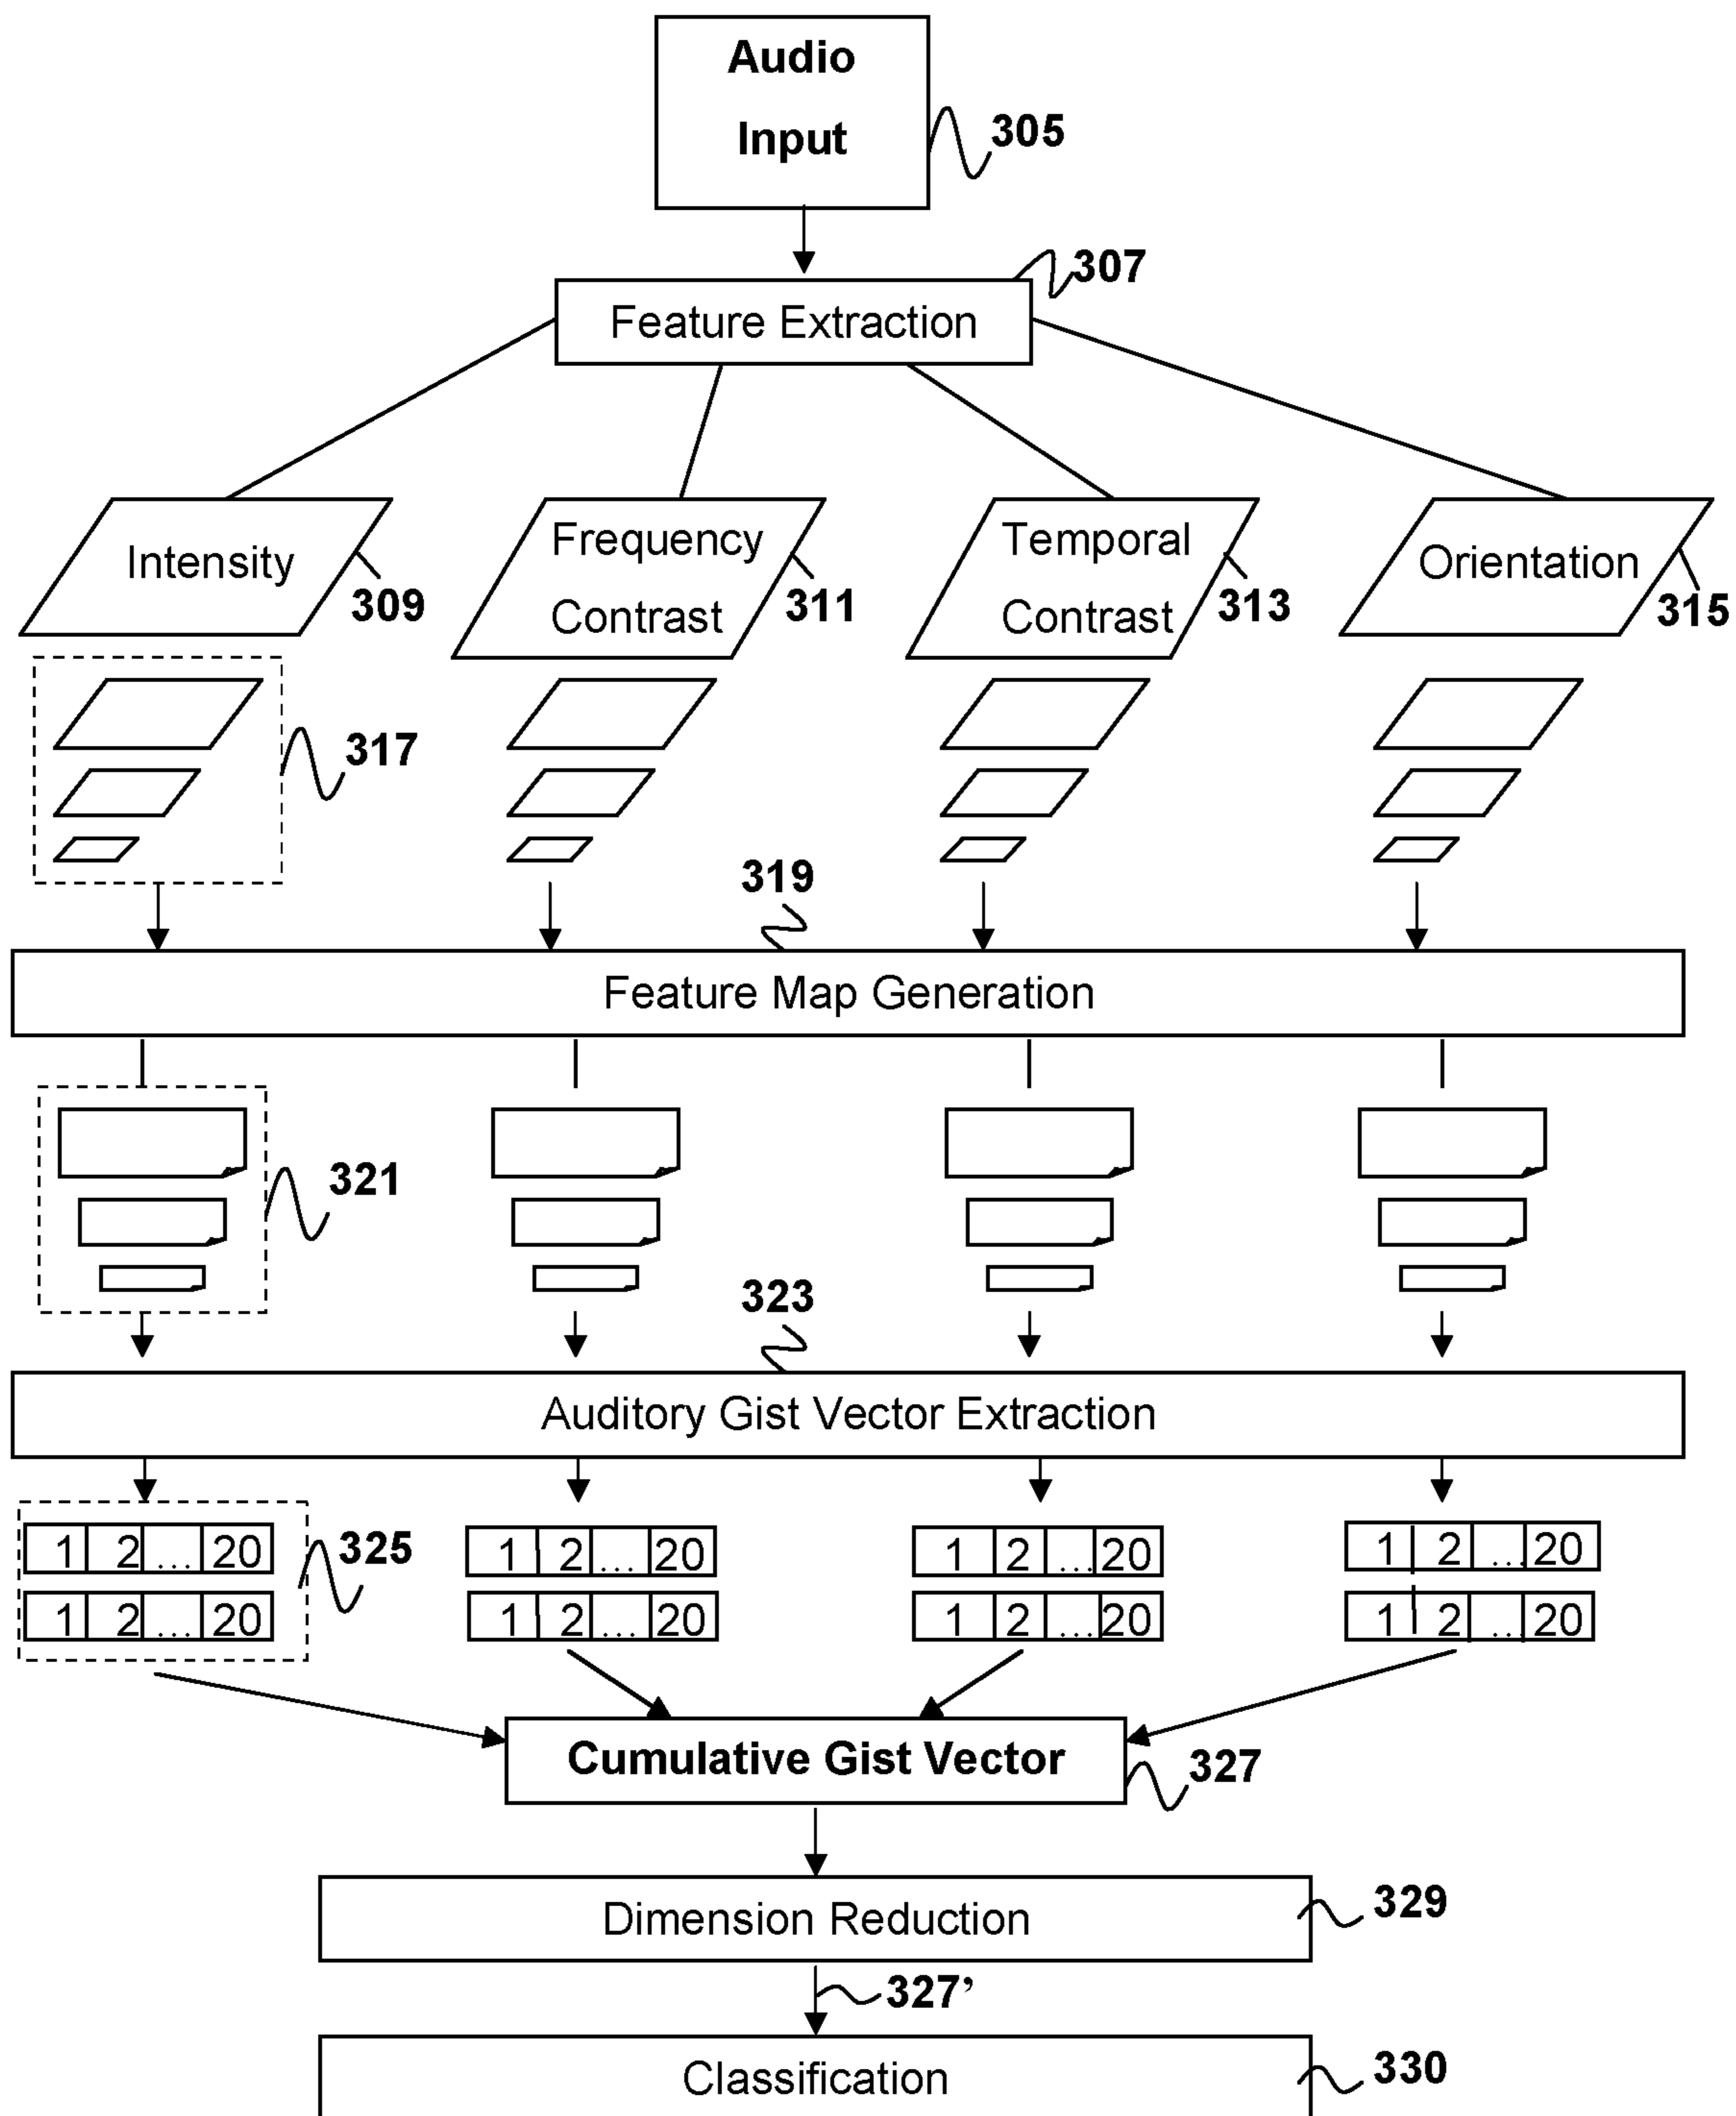 Audio
Input
305
307
Feature Extraction
Intensity
309
Frequency
Contrast
311
Temporal
Contrast
313
Orientation
315
317
319
Feature Map Generation
321
323
Auditory Gist Vector Extraction
1 2 ... 20
1 2 ... 20
1 2 ... 20
1 2 ... 20
325
1 2 ... 20
1 2 ... 20
1 2 ... 20
1 2 ... 20
Cumulative Gist Vector
327
Dimension Reduction
329
327’
Classification
330